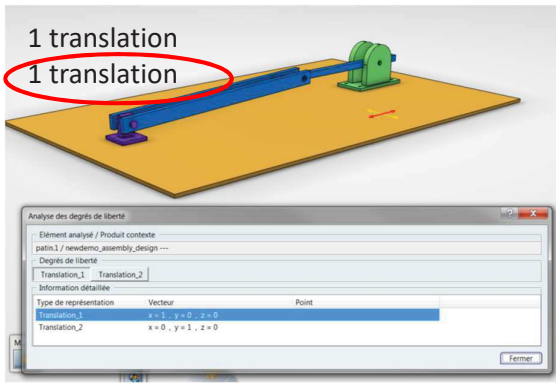 1 translation
1 translation
Analyse des degrés de liberté
Elément analysé / Produit contexte
patin.1 / newdemo_assembly_design ---
Degrés de liberté
Translation_1 Translation_2
Information détaillée
Type de représentation Vecteur Point
Translation_1 x = 1 , y = 0 , z = 0
Translation_2 x = 0 , y = 1 , z = 0
M
Fermer